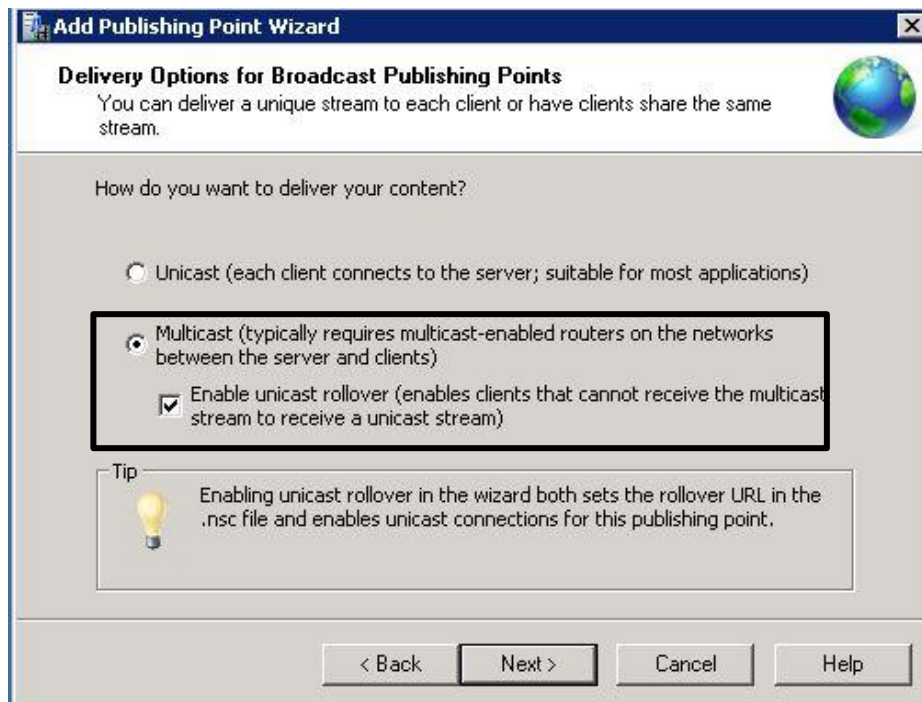 Add Publishing Point Wizard
Delivery Options for Broadcast Publishing Points
You can deliver a unique stream to each client or have clients share the same
stream.
How do you want to deliver your content?
Unicast (each client connects to the server; suitable for most applications)
Multicast (typically requires multicast-enabled routers on the networks
between the server and clients)
Enable unicast rollover (enables clients that cannot receive the multicast
stream to receive a unicast stream)
Tip
Enabling unicast rollover in the wizard both sets the rollover URL in the
.nsc file and enables unicast connections for this publishing point.
< Back
Next >
Cancel
Help